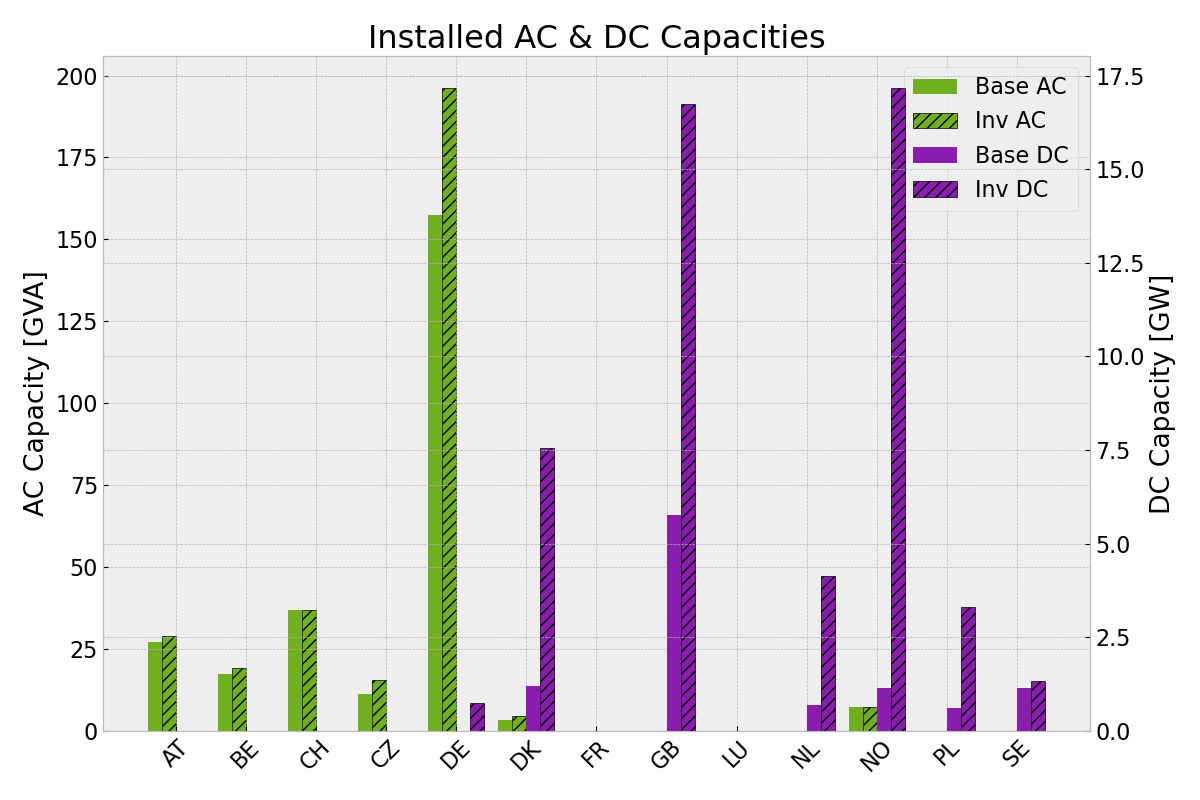 Installed AC & DC Capacities
AC Capacity [GVA]
200
175
150
125
100
75
50
25
0
17.5
15.0
12.5
10.0
7.5
5.0
2.5
0.0
DC Capacity [GW]
Base AC
Inv AC
Base DC
Inv DC
AT
BE
CH
CZ
DE
DK
FR
GB
LU
NL
NO
PL
SE